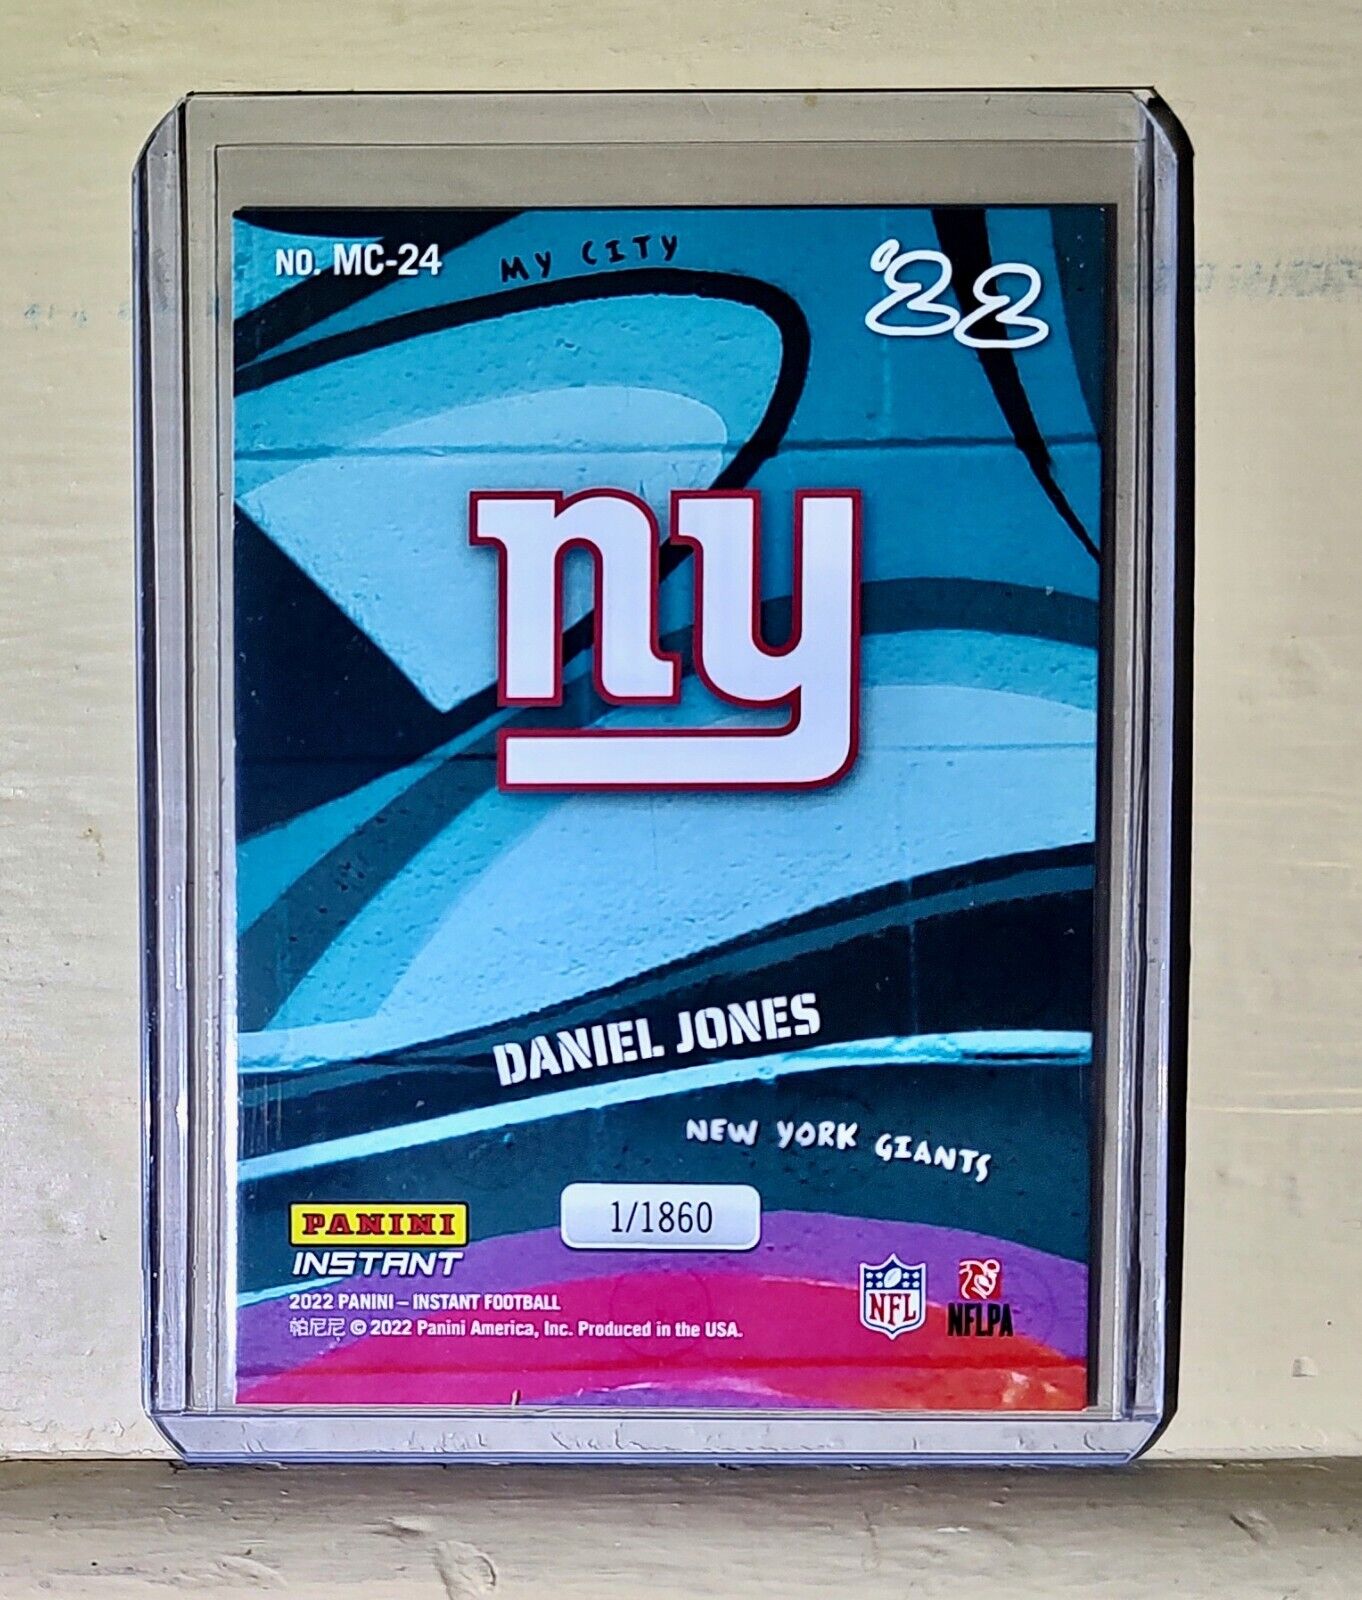 NO. MC-24
MY CITY
'22
ny
DANIEL JONES
NEW YORK GIANTS
1/1860
PANINI
INSTANT
2022 PANINI – INSTANT FOOTBALL
帕尼尼 © 2022 Panini America, Inc. Produced in the USA.
NFL
NFLPA